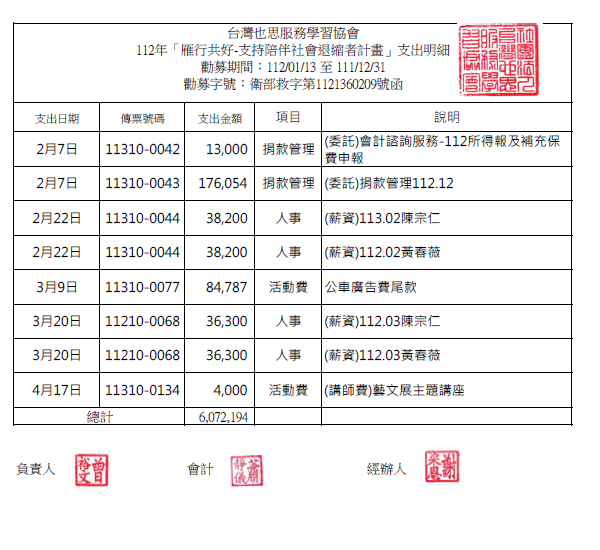 台灣也思服務學習協會
112年「雁行共好-支持陪伴社會退縮者計畫」支出明細
勸募期間：112/01/13 至 111/12/31
勸募字號：衛部救字第1121360209號函
支出日期 傳票號碼 支出金額 項目 說明
2月7日 11310-0042 13,000 捐款管理 (委託)會計諮詢服務-112所得報及補充保
費申報
2月7日 11310-0043 176,054 捐款管理 (委託)捐款管理112.12
2月22日 11310-0044 38,200 人事 (薪資)113.02陳宗仁
2月22日 11310-0044 38,200 人事 (薪資)112.02黃春薇
3月9日 11310-0077 84,787 活動費 公車廣告費尾款
3月20日 11210-0068 36,300 人事 (薪資)112.03陳宗仁
3月20日 11210-0068 36,300 人事 (薪資)112.03黃春薇
4月17日 11310-0134 4,000 活動費 (講師費)藝文展主題講座
總計 6,072,194
負責人 曾裕文 會計 蕭靜儀 經辦人 謝